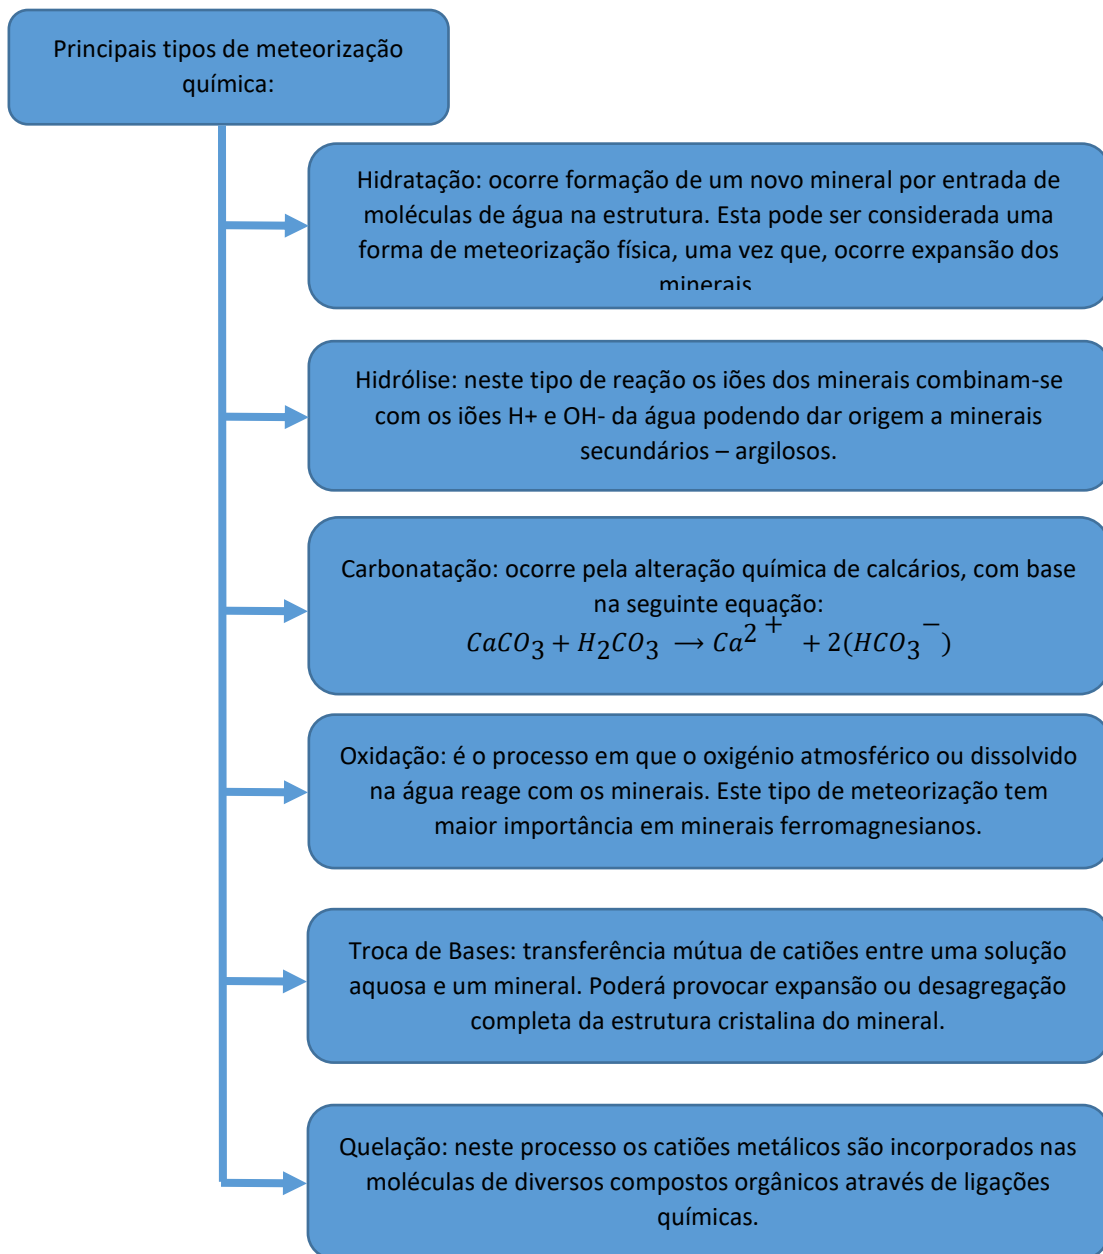 Principais tipos de meteorização
química:
Hidratação: ocorre formação de um novo mineral por entrada de
moléculas de água na estrutura. Esta pode ser considerada uma
forma de meteorização física, uma vez que, ocorre expansão dos
minerais
Hidrólise: neste tipo de reação os iões dos minerais combinam-se
com os iões H+ e OH- da água podendo dar origem a minerais
secundários – argilosos.
Carbonatação: ocorre pela alteração química de calcários, com base
na seguinte equação:
CaCO₃ + H₂CO₃ → Ca²⁺ + 2(HCO₃⁻)
Oxidação: é o processo em que o oxigénio atmosférico ou dissolvido
na água reage com os minerais. Este tipo de meteorização tem
maior importância em minerais ferromagnesianos.
Troca de Bases: transferência mútua de catiões entre uma solução
aquosa e um mineral. Poderá provocar expansão ou desagregação
completa da estrutura cristalina do mineral.
Quelação: neste processo os catiões metálicos são incorporados nas
moléculas de diversos compostos orgânicos através de ligações
químicas.